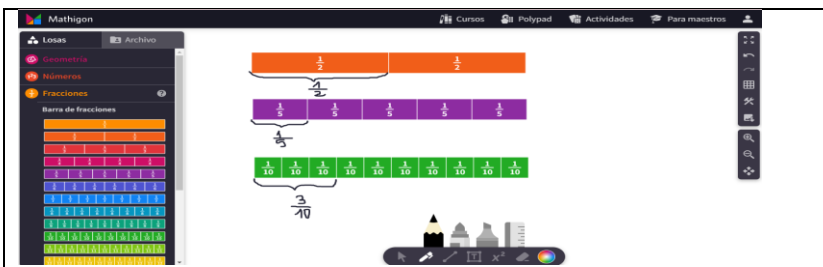 Mathigon Cursos Polypad Actividades Para maestros
Losas Archivo
Geometría
Números
Fracciones
Barra de fracciones
1/2 1/2
1/2
1/5 1/5 1/5 1/5 1/5
1/5
1/10 1/10 1/10 1/10 1/10 1/10 1/10 1/10 1/10 1/10
3/10
T x²